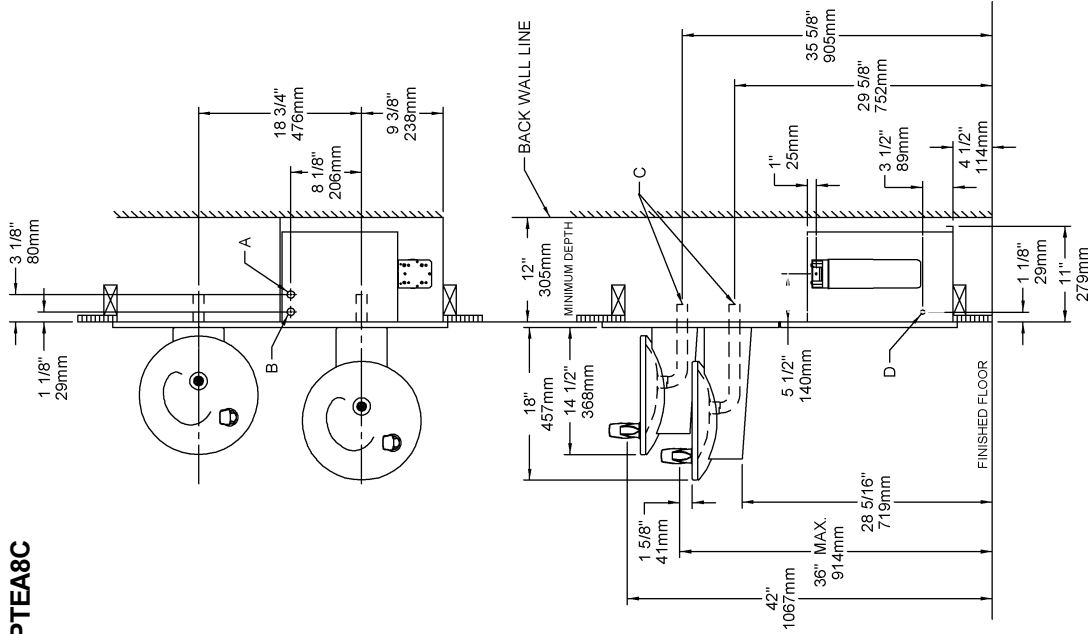 PTEA8C
1 1/8"
29mm
3 1/8"
80mm
18 3/4"
476mm
8 1/8"
206mm
9 3/8"
238mm
A
B
BACK WALL LINE
12"
305mm
MINIMUM DEPTH
C
35 5/8"
905mm
29 5/8"
752mm
1"
25mm
3 1/2"
89mm
4 1/2"
114mm
18"
457mm
14 1/2"
368mm
5 1/2"
140mm
D
1 1/8"
29mm
11"
279mm
FINISHED FLOOR
1 5/8"
41mm
28 5/16"
719mm
36" MAX.
914mm
42"
1067mm